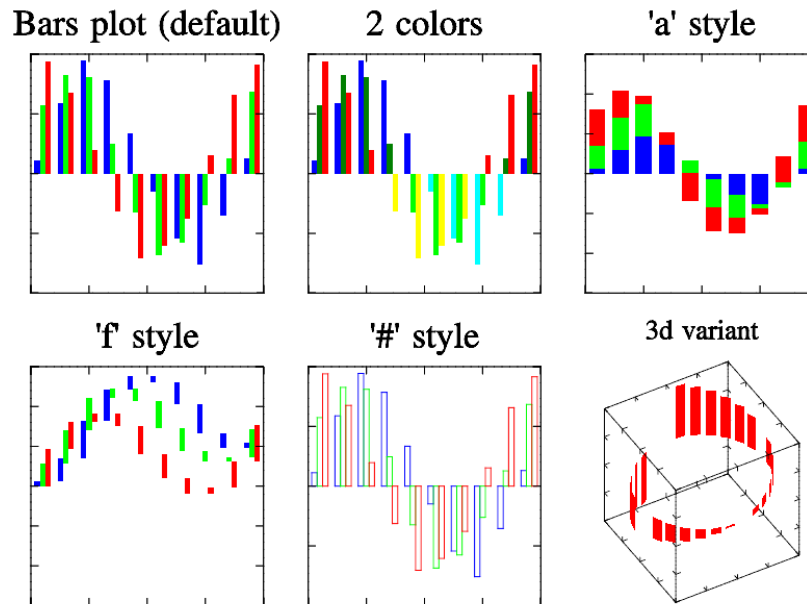 Bars plot (default)
2 colors
'a' style
'f' style
'#' style
3d variant